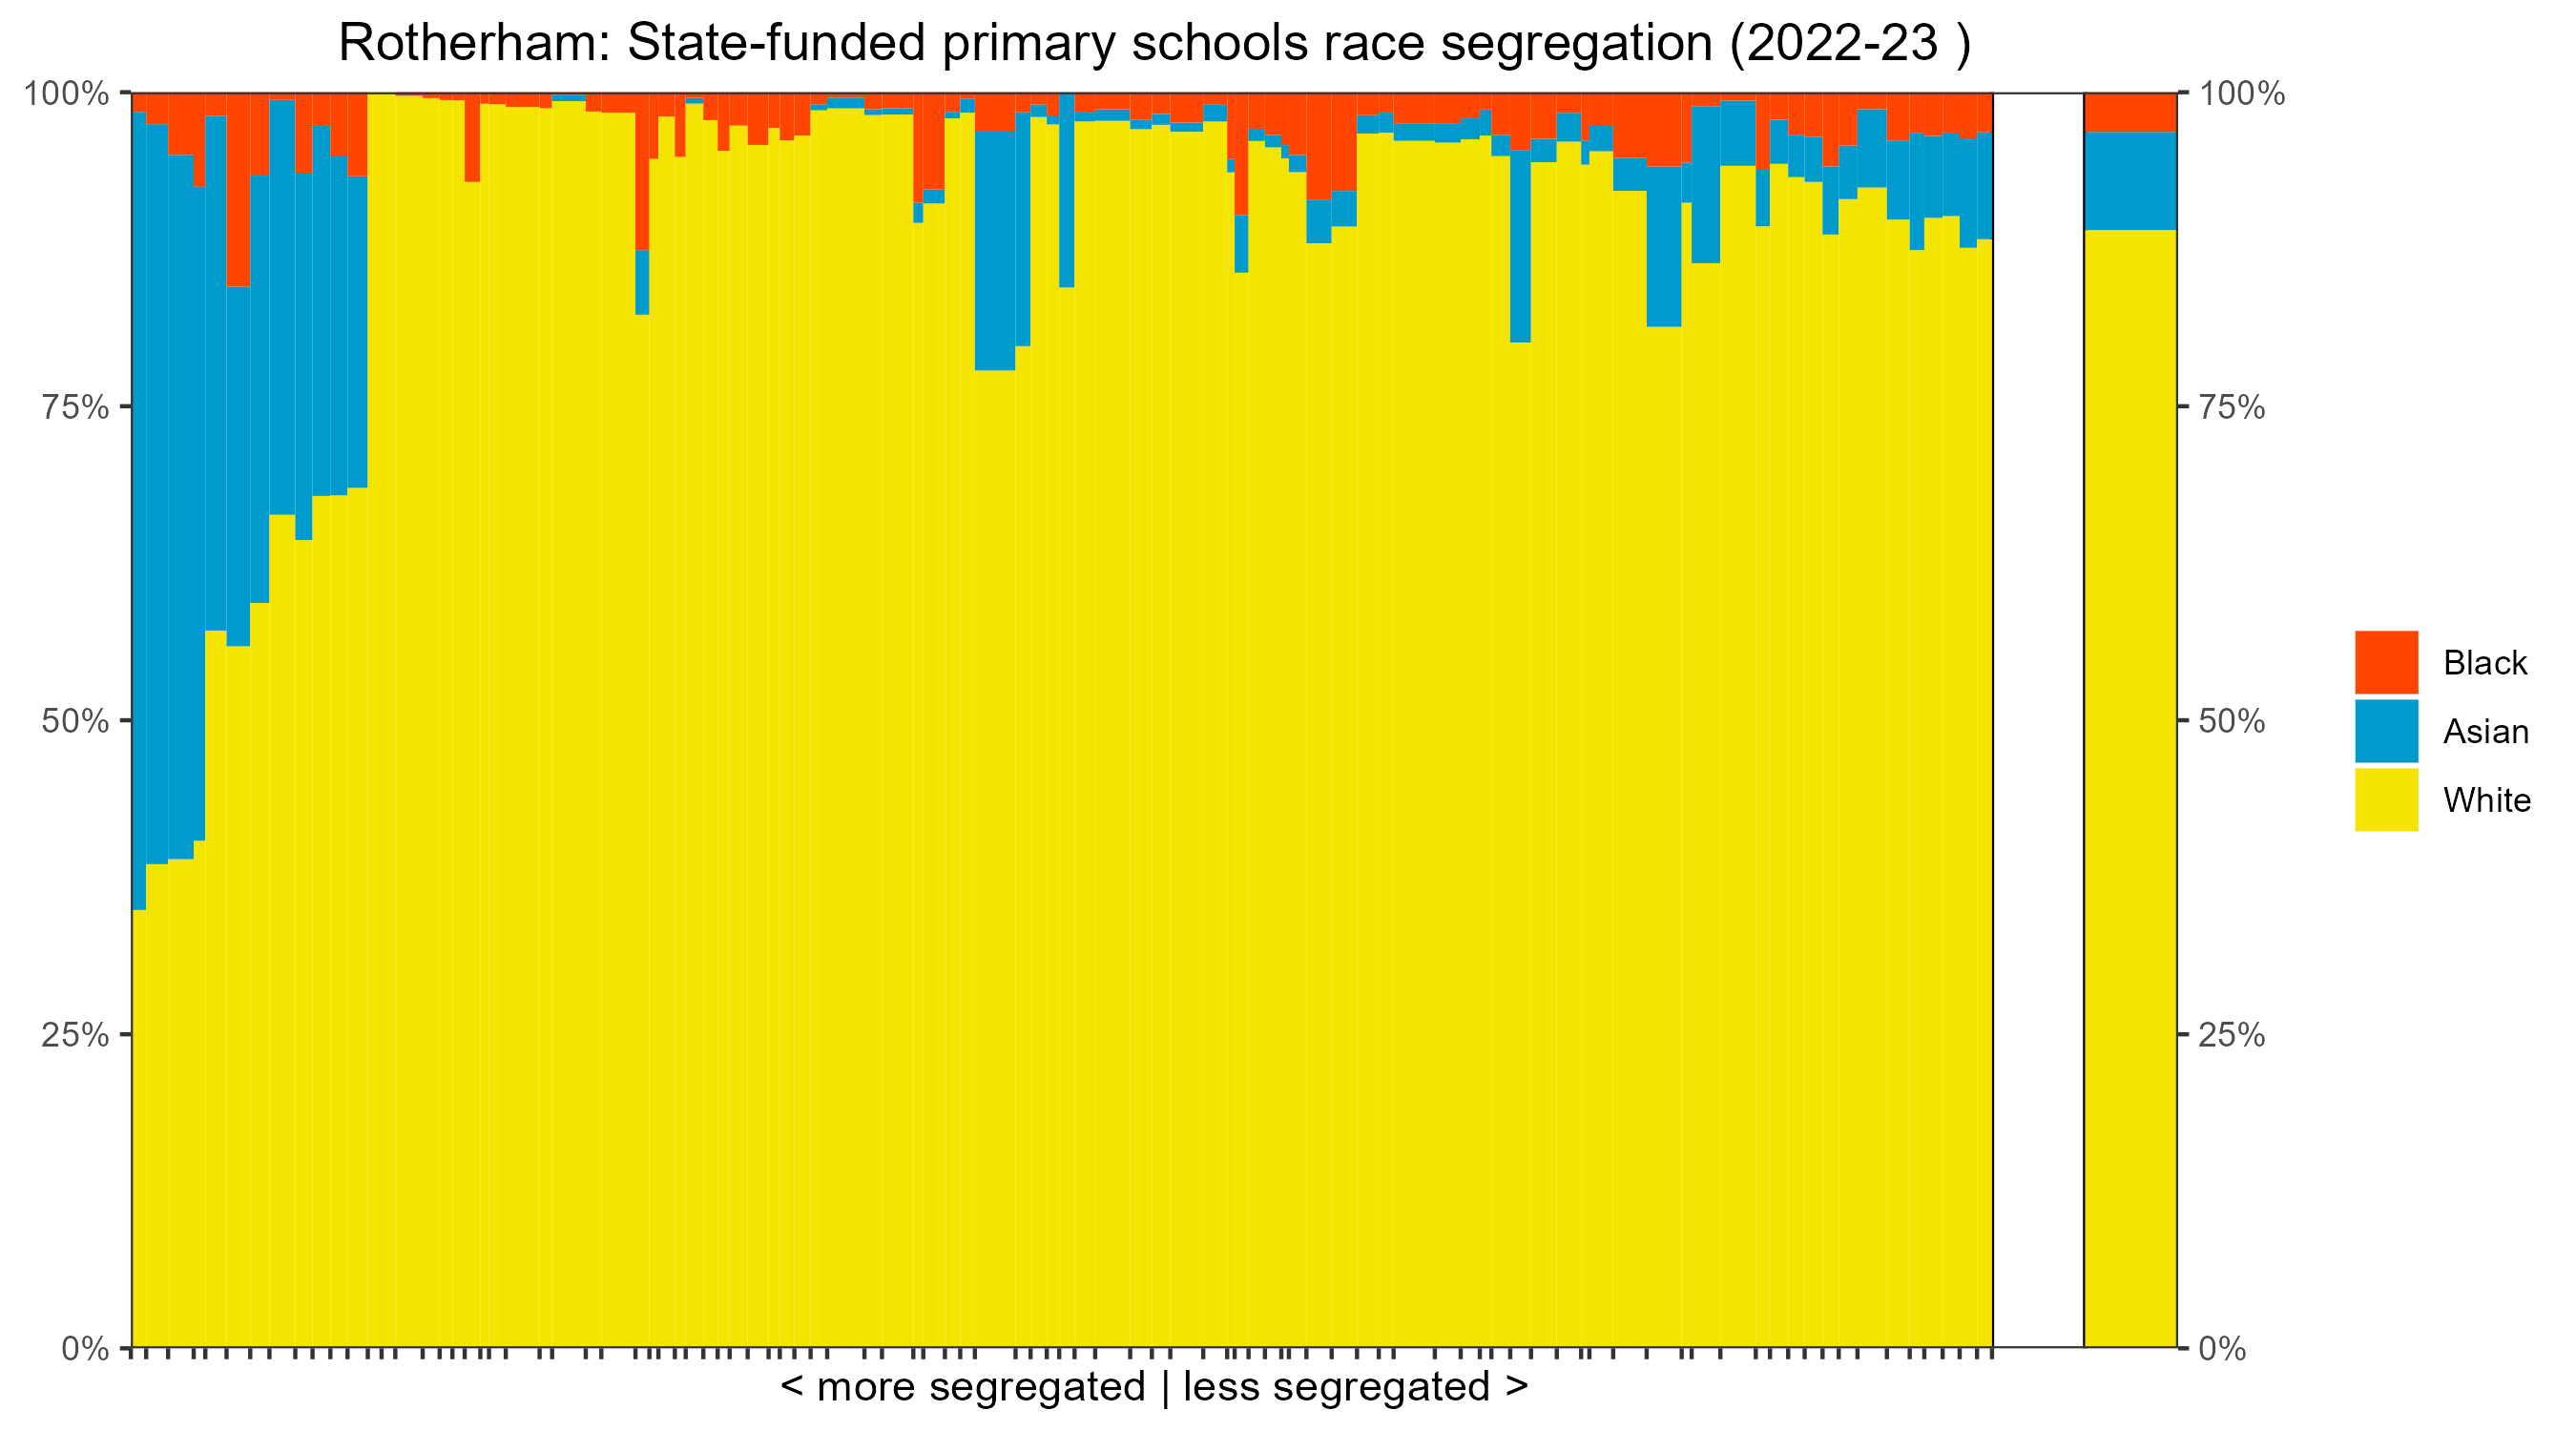 Rotherham: State-funded primary schools race segregation (2022-23 )
100%
75%
50%
25%
0%
100%
75%
50%
25%
0%
Black
Asian
White
< more segregated | less segregated >